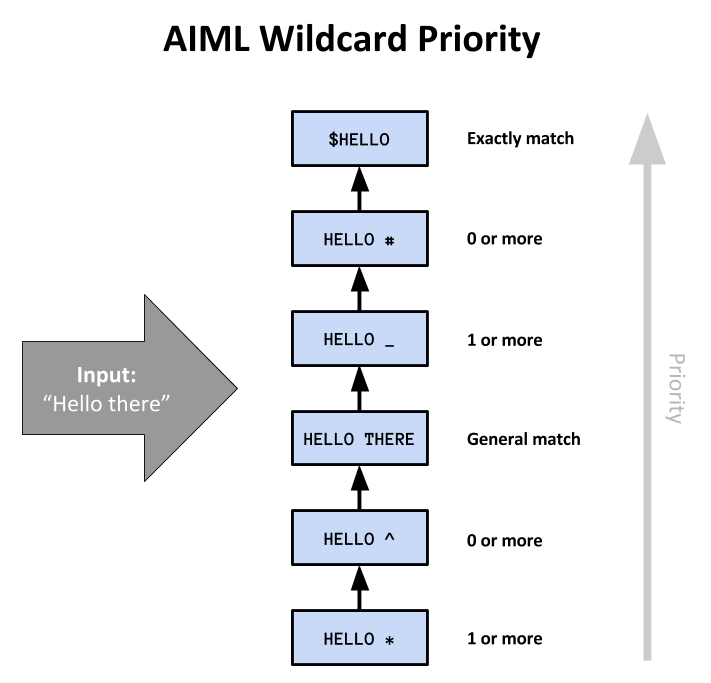 AIML Wildcard Priority
$HELLO Exactly match
HELLO # 0 or more
HELLO _ 1 or more
Input:
“Hello there”
HELLO THERE General match
HELLO ^ 0 or more
HELLO * 1 or more
Priority